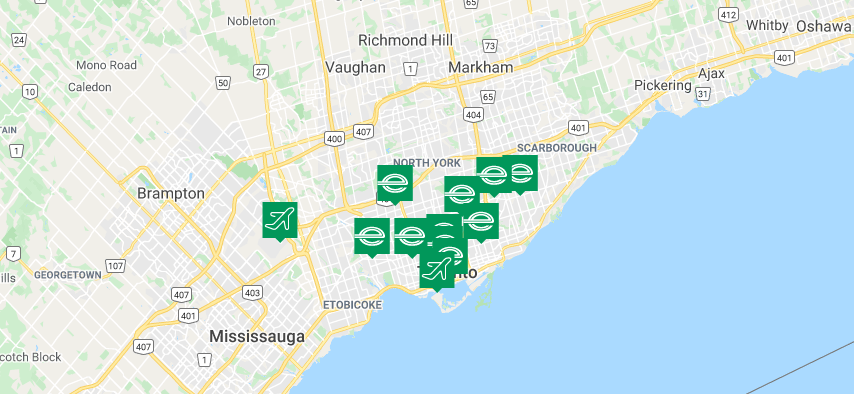 412
Whitby
Oshawa
Nobleton
24
Richmond Hill
73
401
Mono Road
27
Vaughan
1
Markham
Ajax
Pickering
50
Caledon
10
65
31
404
407
400
401
1
SCARBOROUGH
NORTH YORK
Brampton
7
107
GEORGETOWN
407
403
ETOBICOKE
401
Mississauga
407
1
cotch Block